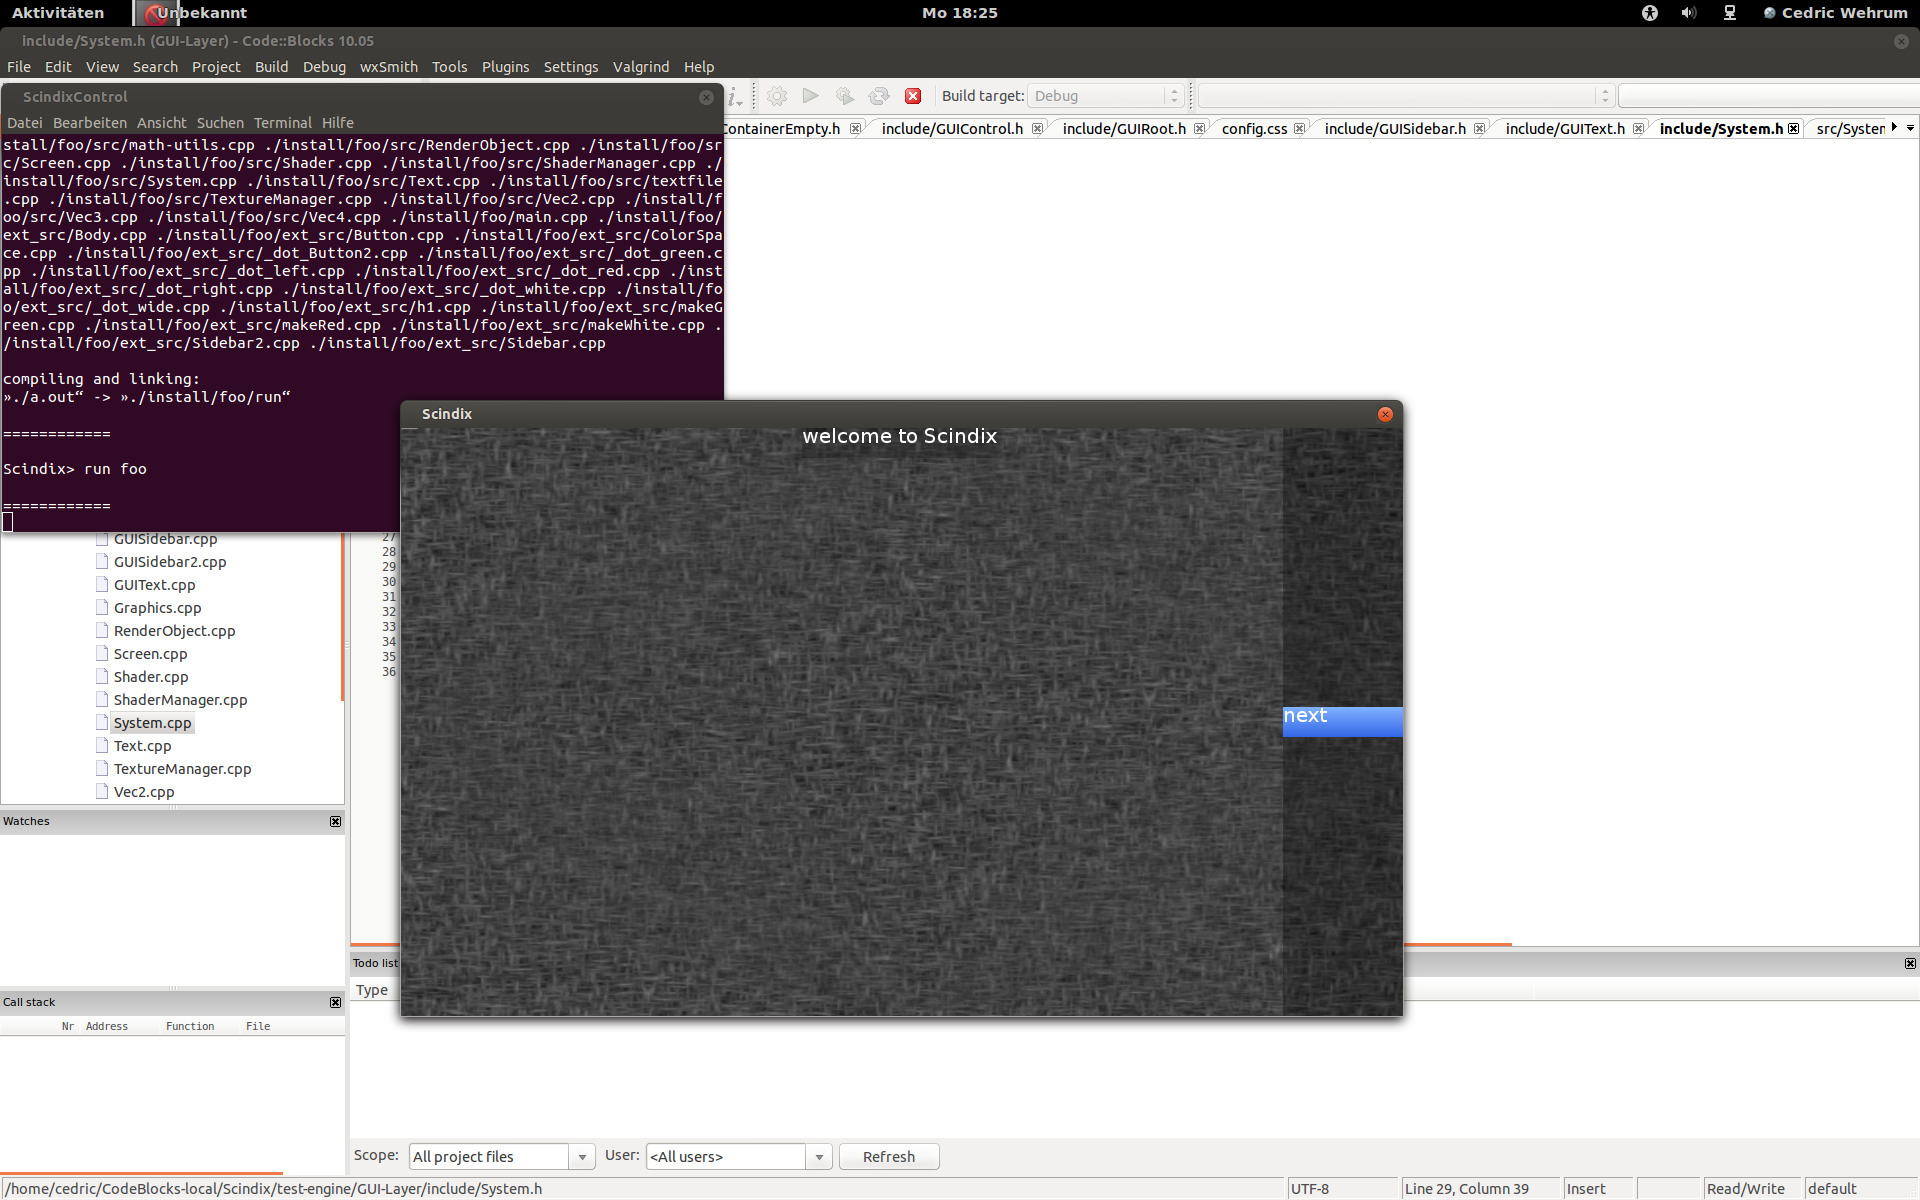 Aktivitäten Unbekannt Mo 18:25 Cedric Wehrum
include/System.h (GUI-Layer) - Code::Blocks 10.05
File Edit View Search Project Build Debug wxSmith Tools Plugins Settings Valgrind Help
ScindixControl
Build target: Debug
Datei Bearbeiten Ansicht Suchen Terminal Hilfe
ContainerEmpty.h include/GUIControl.h include/GUIRoot.h config.css include/GUISidebar.h include/GUIText.h include/System.h src/System
stall/foo/src/math-utils.cpp ./install/foo/src/RenderObject.cpp ./install/foo/sr
c/Screen.cpp ./install/foo/src/Shader.cpp ./install/foo/src/ShaderManager.cpp ./
install/foo/src/System.cpp ./install/foo/src/Text.cpp ./install/foo/src/textfile
.cpp ./install/foo/src/TextureManager.cpp ./install/foo/src/Vec2.cpp ./install/f
oo/src/Vec3.cpp ./install/foo/src/Vec4.cpp ./install/foo/main.cpp ./install/foo/
ext_src/Body.cpp ./install/foo/ext_src/Button.cpp ./install/foo/ext_src/ColorSpa
ce.cpp ./install/foo/ext_src/_dot_Button2.cpp ./install/foo/ext_src/_dot_green.c
pp ./install/foo/ext_src/_dot_left.cpp ./install/foo/ext_src/_dot_red.cpp ./inst
all/foo/ext_src/_dot_right.cpp ./install/foo/ext_src/_dot_white.cpp ./install/fo
o/ext_src/_dot_wide.cpp ./install/foo/ext_src/h1.cpp ./install/foo/ext_src/makeG
reen.cpp ./install/foo/ext_src/makeRed.cpp ./install/foo/ext_src/makeWhite.cpp .
/install/foo/ext_src/Sidebar2.cpp ./install/foo/ext_src/Sidebar.cpp
compiling and linking:
»./a.out“ -> »./install/foo/run“
============
Scindix> run foo
============
Scindix
welcome to Scindix
next
GUISidebar.cpp
GUISidebar2.cpp
GUIText.cpp
Graphics.cpp
RenderObject.cpp
Screen.cpp
Shader.cpp
ShaderManager.cpp
System.cpp
Text.cpp
TextureManager.cpp
Vec2.cpp
27
28
29
30
31
32
33
34
35
36
Watches
Call stack
Nr Address Function File
Todo list
Type
Scope: All project files User: <All users> Refresh
/home/cedric/CodeBlocks-local/Scindix/test-engine/GUI-Layer/include/System.h UTF-8 Line 29, Column 39 Insert Read/Write default